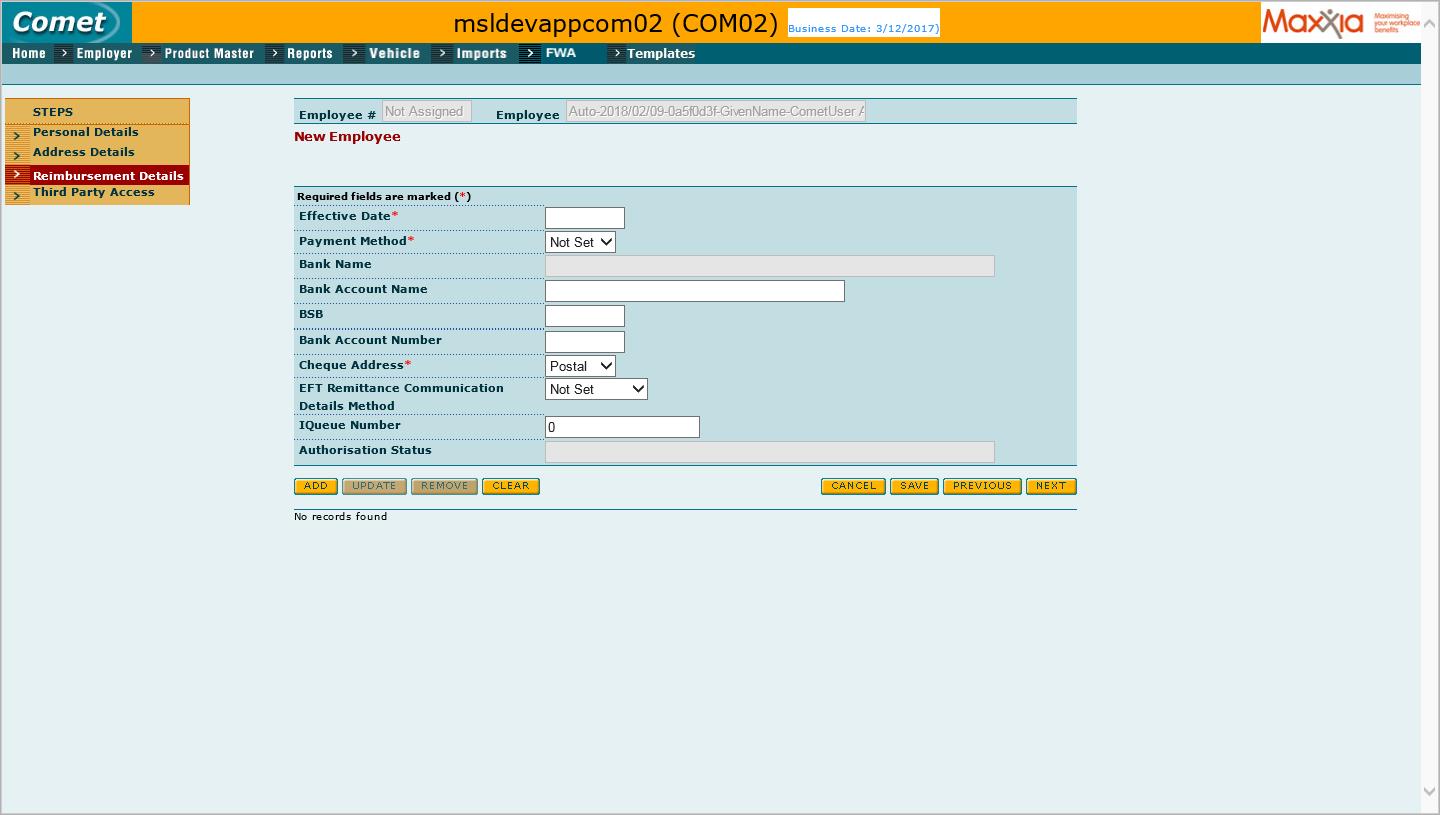 Comet
msldevappcom02 (COM02) Business Date: 3/12/2017)
Maxxia Maximising your workplace benefits
Home Employer Product Master Reports Vehicle Imports FWA Templates
STEPS
Personal Details
Address Details
Reimbursement Details
Third Party Access
Employee # Not Assigned Employee Auto-2018/02/09-0a5f0d3f-GivenName-CometUser A
New Employee
Required fields are marked (*)
Effective Date*
Payment Method* Not Set
Bank Name
Bank Account Name
BSB
Bank Account Number
Cheque Address* Postal
EFT Remittance Communication
Details Method
Not Set
IQueue Number 0
Authorisation Status
ADD UPDATE REMOVE CLEAR CANCEL SAVE PREVIOUS NEXT
No records found